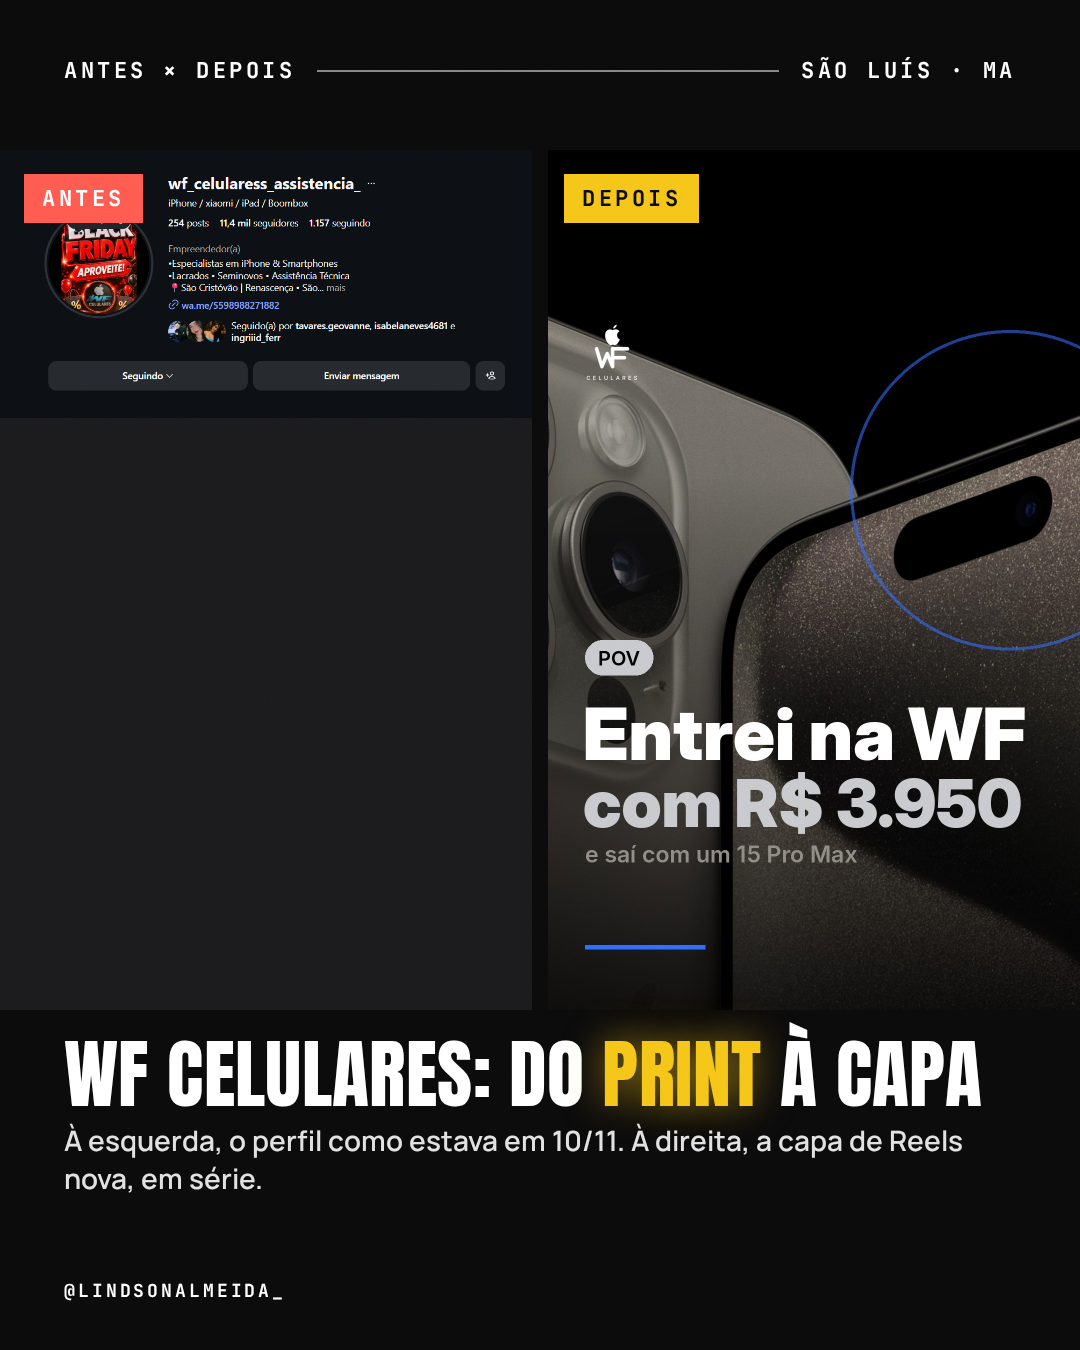 ANTES × DEPOIS
SÃO LUÍS · MA
ANTES
BLACK
FRIDAY
APROVEITE!
WF
CELULARES
wf_celularess_assistencia_ ...
iPhone / xiaomi / iPad / Boombox
254 posts 11,4 mil seguidores 1.157 seguindo
Empreendedor(a)
•Especialistas em iPhone & Smartphones
•Lacrados • Seminovos • Assistência Técnica
📍São Cristóvão | Renascença • São... mais
wa.me/5598988271882
Seguido(a) por tavares.geovanne, isabelaneves4681 e
ingriiid_ferr
Seguindo
Enviar mensagem
DEPOIS
WF
CELULARES
POV
Entrei na WF
com R$ 3.950
e saí com um 15 Pro Max
WF CELULARES: DO PRINT À CAPA
À esquerda, o perfil como estava em 10/11. À direita, a capa de Reels
nova, em série.
@LINDSONALMEIDA_